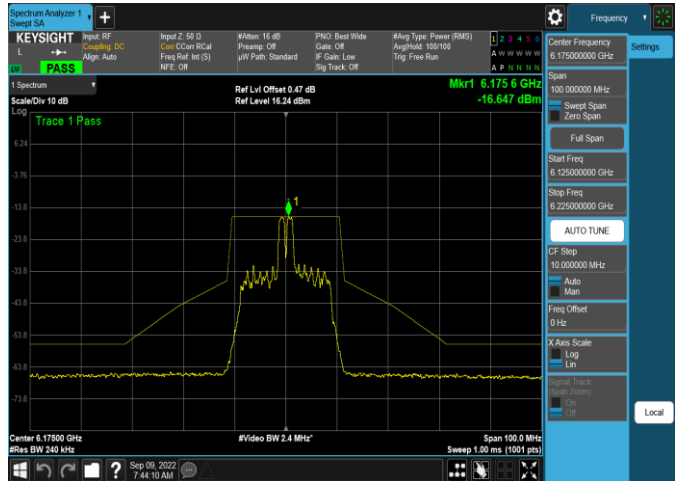 Spectrum Analyzer 1
Swept SA
+
Frequency
KEYSIGHT
Input: RF
Coupling: DC
Align: Auto
Input Z: 50 Ω
Corr CCorr RCal
Freq Ref: Int (S)
NFE: Off
#Atten: 16 dB
Preamp: Off
µW Path: Standard
PNO: Best Wide
Gate: Off
IF Gain: Low
Sig Track: Off
#Avg Type: Power (RMS)
Avg|Hold: 100/100
Trig: Free Run
1 2 3 4 5 6
A W W W W W
A P N N N N
L
PASS
1 Spectrum
Scale/Div 10 dB
Ref Lvl Offset 0.47 dB
Ref Level 16.24 dBm
Mkr1 6.175 6 GHz
-16.647 dBm
Log
Trace 1 Pass
6.24
-3.76
-13.8
-23.8
-33.8
-43.8
-53.8
-63.8
-73.8
1
Center 6.17500 GHz
#Res BW 240 kHz
#Video BW 2.4 MHz*
Span 100.0 MHz
Sweep 1.00 ms (1001 pts)
Settings
Center Frequency
6.175000000 GHz
Span
100.000000 MHz
Swept Span
Zero Span
Full Span
Start Freq
6.125000000 GHz
Stop Freq
6.225000000 GHz
AUTO TUNE
CF Step
10.000000 MHz
Auto
Man
Freq Offset
0 Hz
X Axis Scale
Log
Lin
Signal Track
(Span Zoom)
On
Off
Local
?
Sep 09, 2022
7:44:10 AM